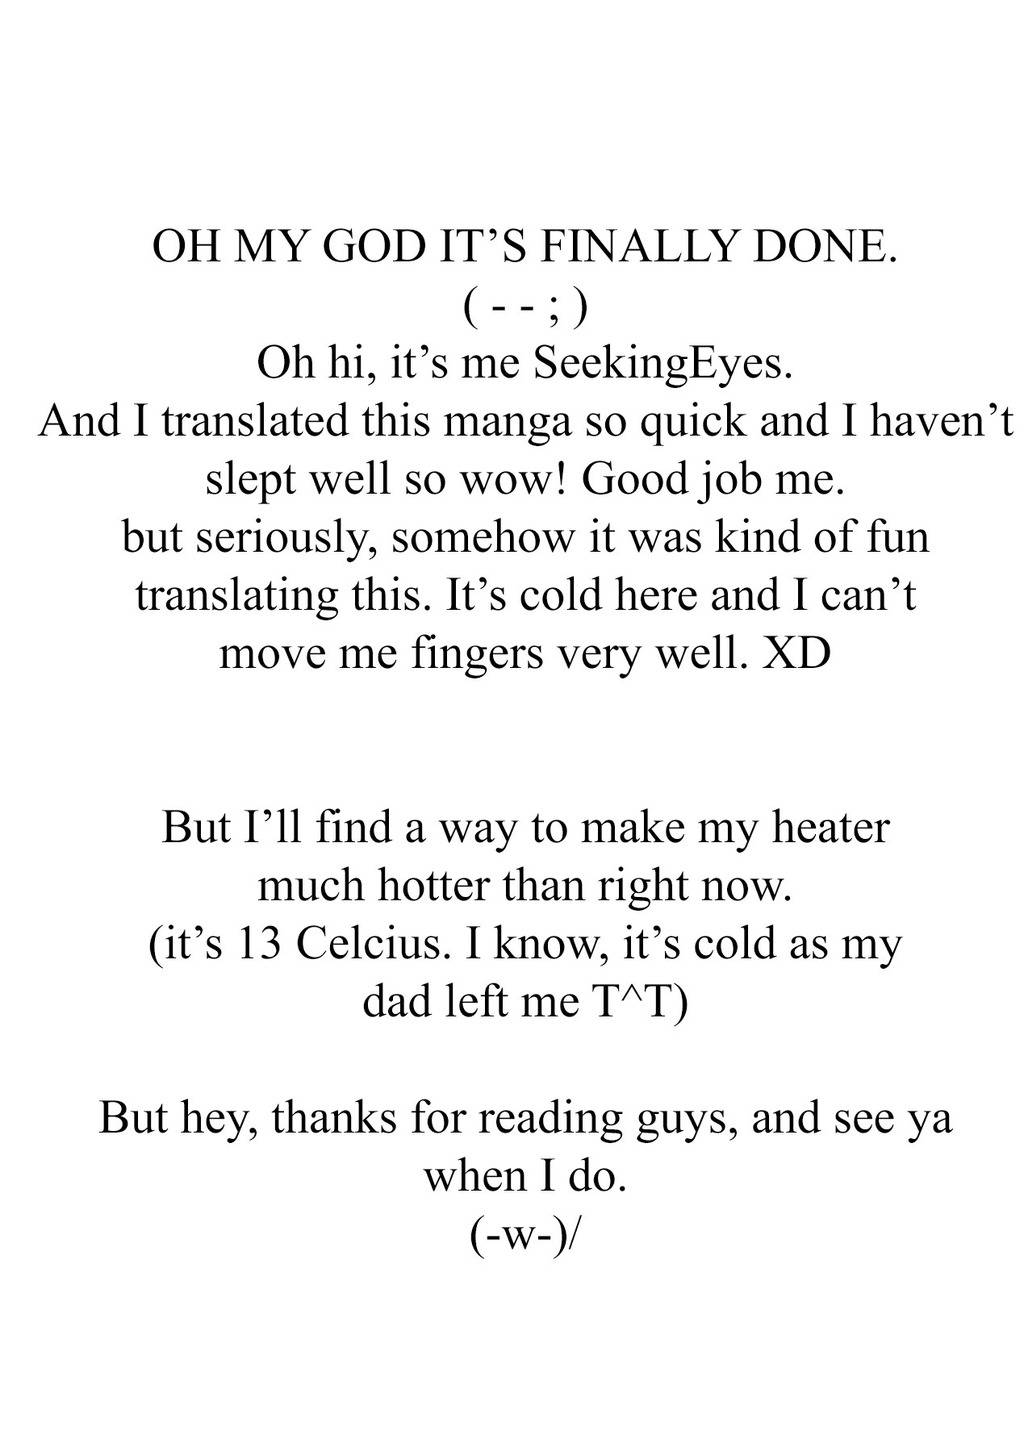 OH MY GOD IT’S FINALLY DONE.
( - - ; )
Oh hi, it’s me SeekingEyes.
And I translated this manga so quick and I haven’t
slept well so wow! Good job me.
but seriously, somehow it was kind of fun
translating this. It’s cold here and I can’t
move me fingers very well. XD
But I’ll find a way to make my heater
much hotter than right now.
(it’s 13 Celcius. I know, it’s cold as my
dad left me T^T)
But hey, thanks for reading guys, and see ya
when I do.
(-w-)/